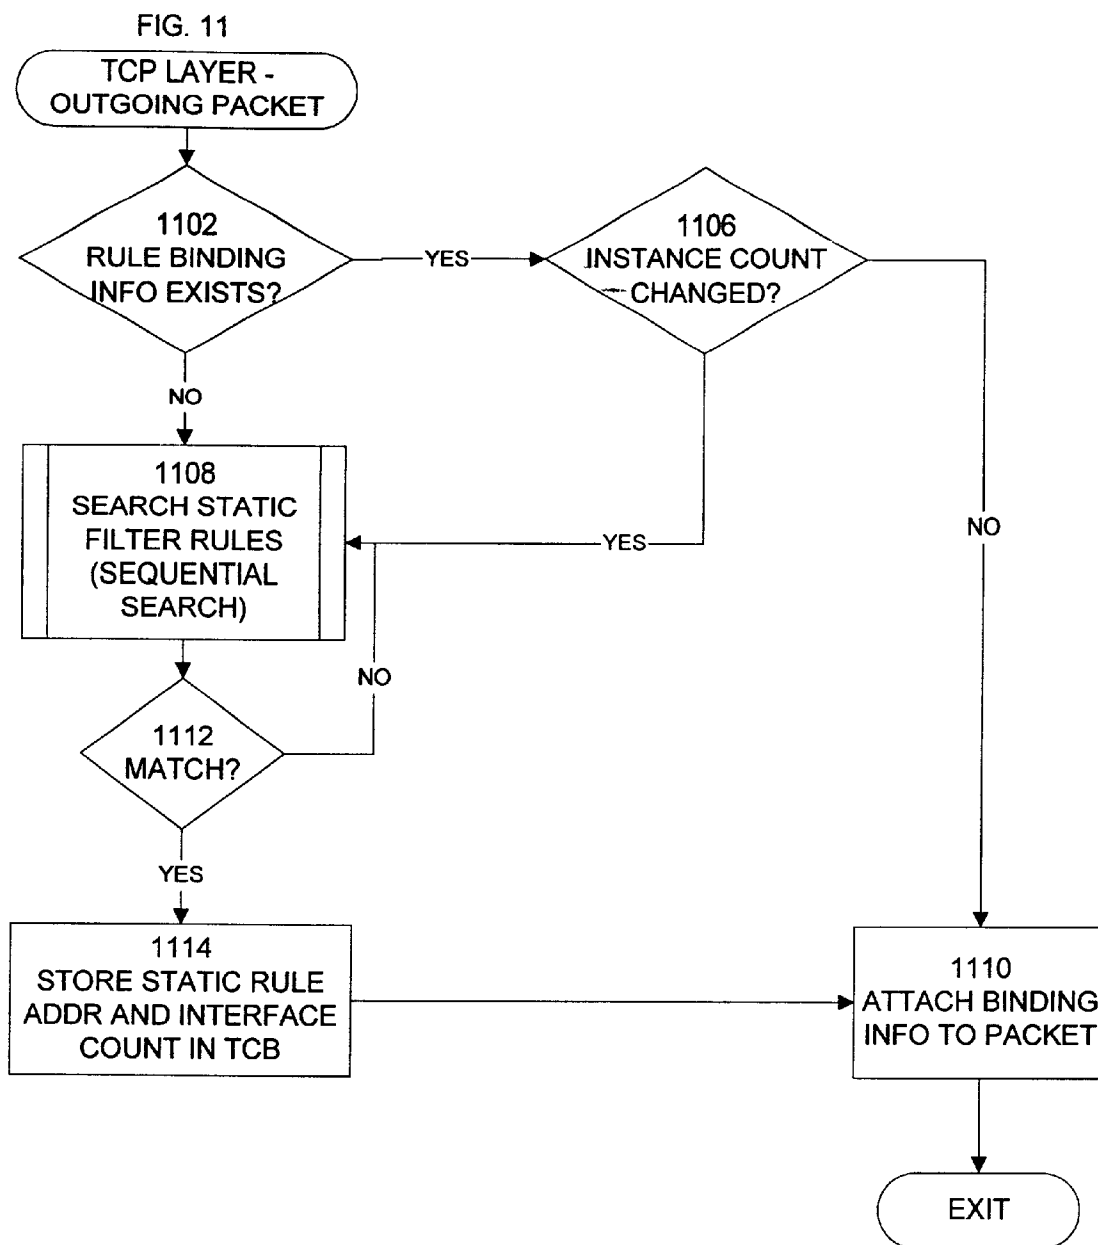 FIG. 11
TCP LAYER -
OUTGOING PACKET
1102
RULE BINDING
INFO EXISTS?
YES
1106
INSTANCE COUNT
CHANGED?
NO
1108
SEARCH STATIC
FILTER RULES
(SEQUENTIAL
SEARCH)
YES
NO
NO
1112
MATCH?
YES
1114
STORE STATIC RULE
ADDR AND INTERFACE
COUNT IN TCB
1110
ATTACH BINDING
INFO TO PACKET
EXIT